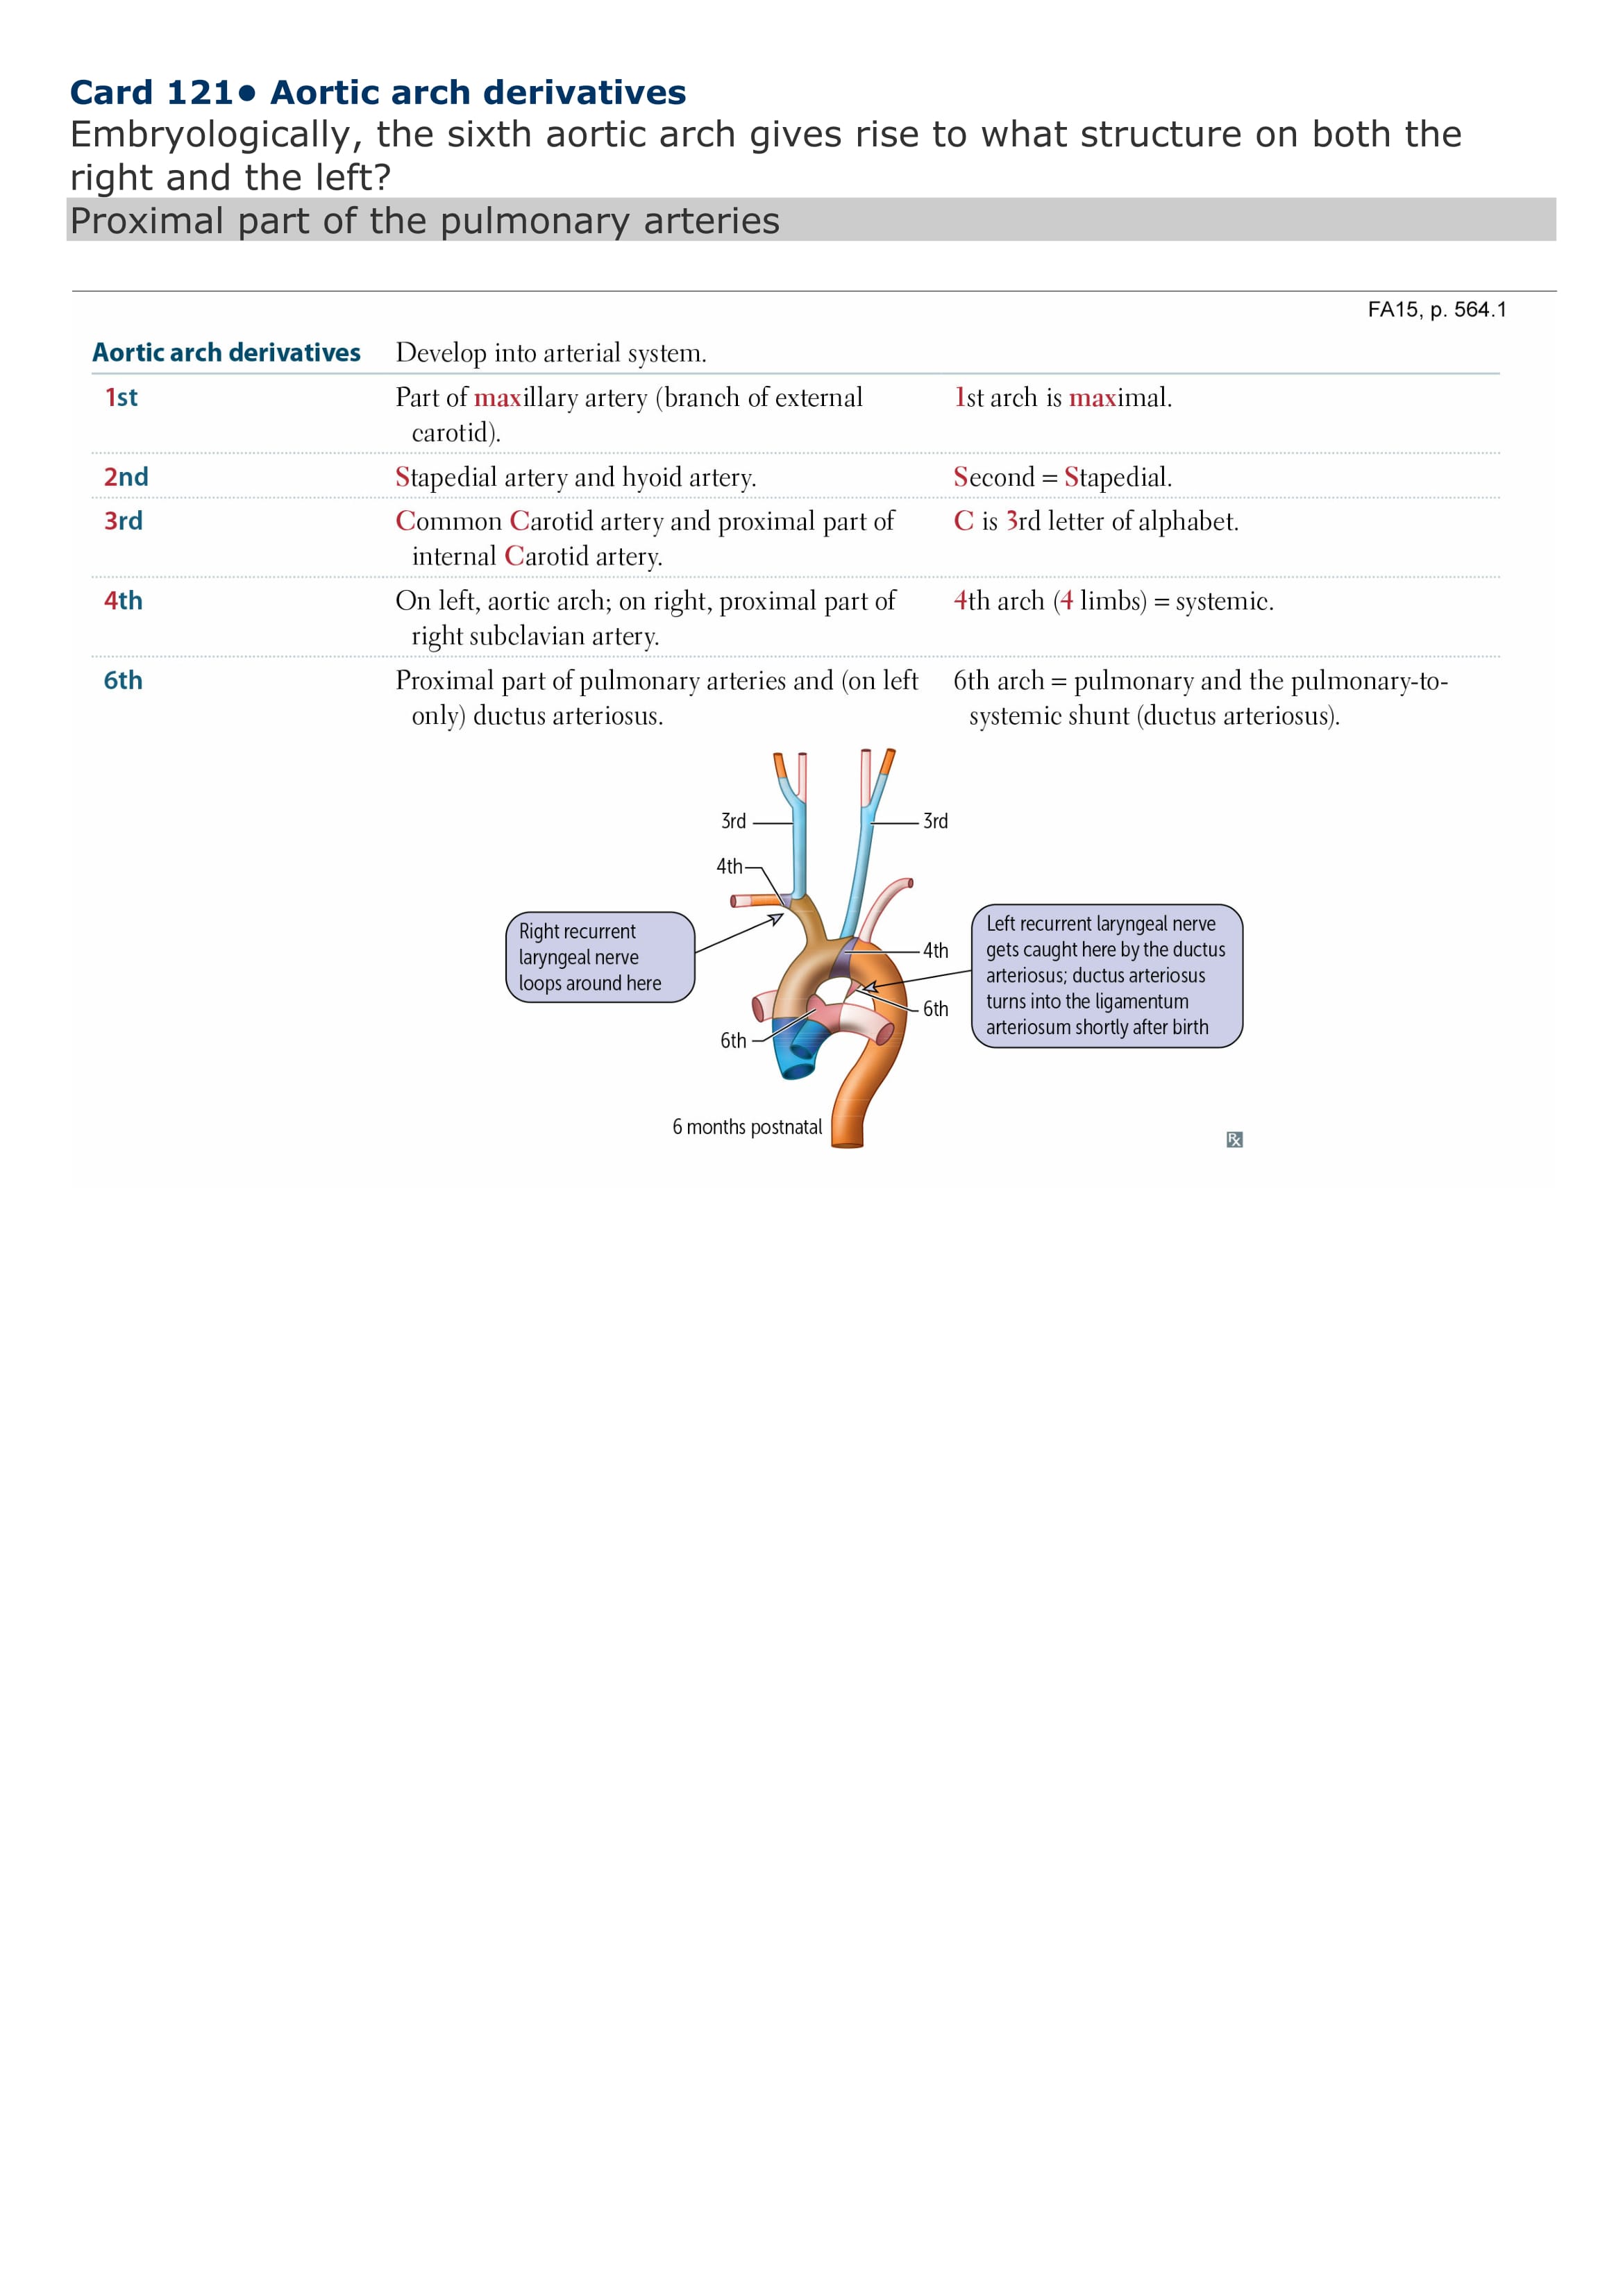 Card 121• Aortic arch derivatives
Embryologically, the sixth aortic arch gives rise to what structure on both the
right and the left?
Proximal part of the pulmonary arteries
FA15, p. 564.1
Aortic arch derivatives Develop into arterial system.
1st Part of maxillary artery (branch of external 1st arch is maximal.
carotid).
2nd Stapedial artery and hyoid artery. Second = Stapedial.
3rd Common Carotid artery and proximal part of C is 3rd letter of alphabet.
internal Carotid artery.
4th On left, aortic arch; on right, proximal part of 4th arch (4 limbs) = systemic.
right subclavian artery.
6th Proximal part of pulmonary arteries and (on left 6th arch = pulmonary and the pulmonary-to-
only) ductus arteriosus. systemic shunt (ductus arteriosus).
3rd 3rd
4th
Right recurrent
laryngeal nerve
loops around here
4th
6th
Left recurrent laryngeal nerve
gets caught here by the ductus
arteriosus; ductus arteriosus
turns into the ligamentum
arteriosum shortly after birth
6th
6 months postnatal
Rx